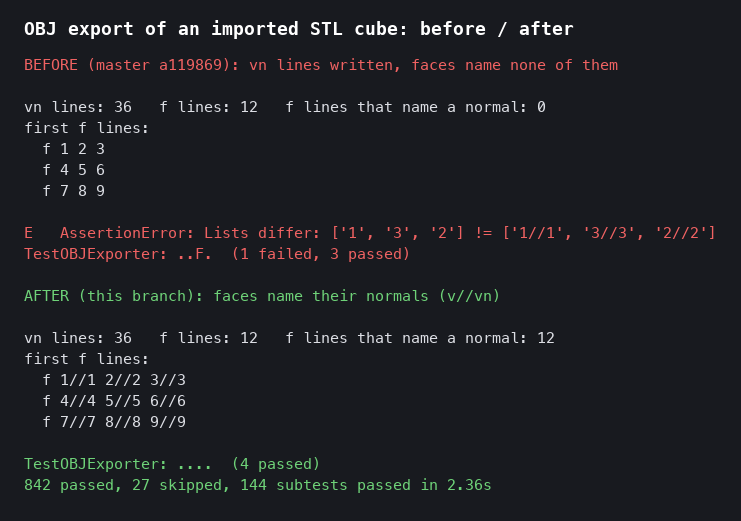 OBJ export of an imported STL cube: before / after
BEFORE (master a119869): vn lines written, faces name none of them
vn lines: 36   f lines: 12   f lines that name a normal: 0
first f lines:
  f 1 2 3
  f 4 5 6
  f 7 8 9
E   AssertionError: Lists differ: ['1', '3', '2'] != ['1//1', '3//3', '2//2']
TestOBJExporter: ..F.  (1 failed, 3 passed)
AFTER (this branch): faces name their normals (v//vn)
vn lines: 36   f lines: 12   f lines that name a normal: 12
first f lines:
  f 1//1 2//2 3//3
  f 4//4 5//5 6//6
  f 7//7 8//8 9//9
TestOBJExporter: ....  (4 passed)
842 passed, 27 skipped, 144 subtests passed in 2.36s